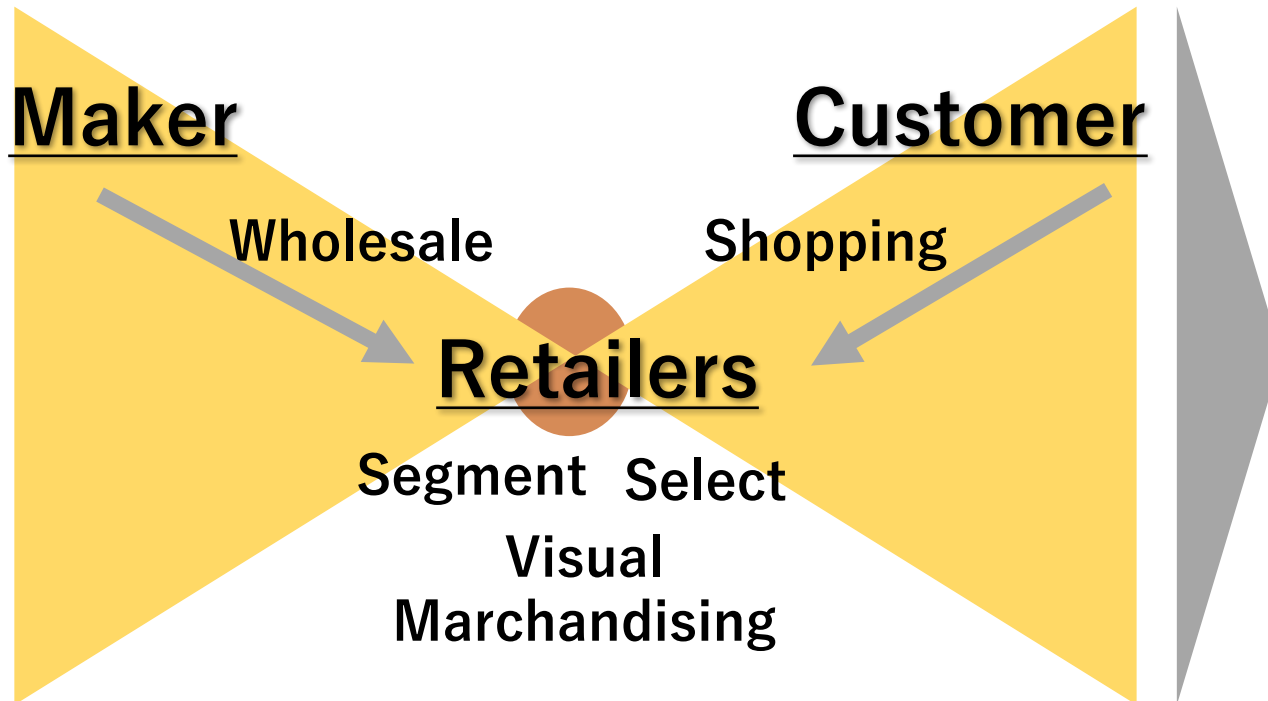 Maker
Customer
Wholesale
Shopping
Retailers
Segment
Select
Visual
Marchandising